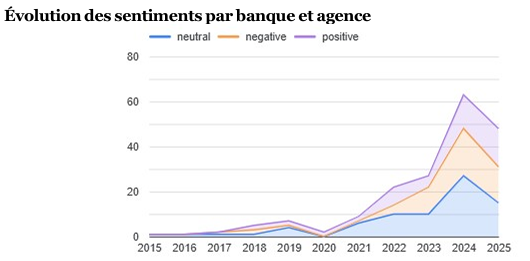 Évolution des sentiments par banque et agence
neutral negative positive
80
60
40
20
0
2015 2016 2017 2018 2019 2020 2021 2022 2023 2024 2025